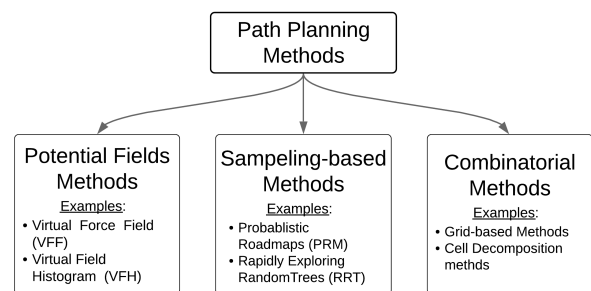 Path Planning
Methods
Potential Fields
Methods
Examples:
• Virtual Force Field
(VFF)
• Virtual Field
Histogram (VFH)
Sampeling-based
Methods
Examples:
• Probablistic
Roadmaps (PRM)
• Rapidly Exploring
RandomTrees (RRT)
Combinatorial
Methods
Examples:
• Grid-based Methods
• Cell Decomposition
methds